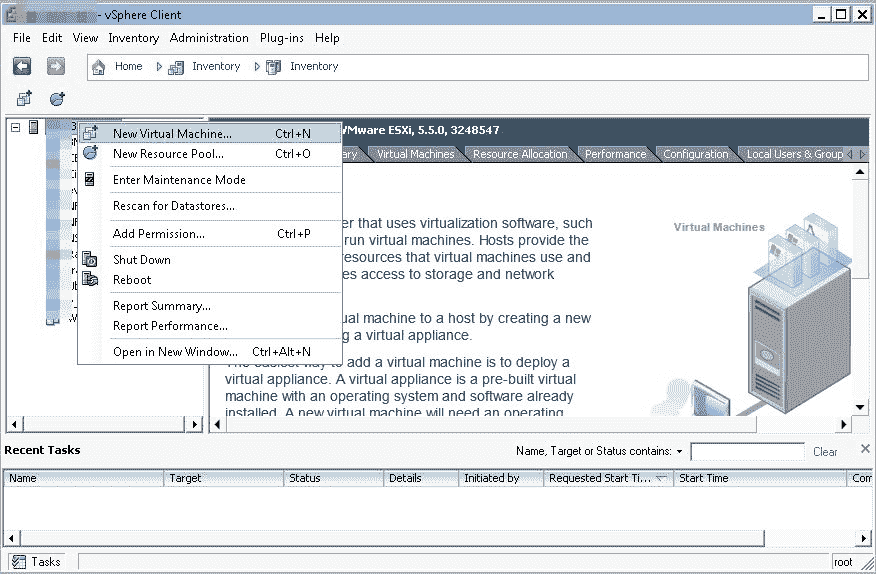 - vSphere Client
File Edit View Inventory Administration Plug-ins Help
Home Inventory Inventory
New Virtual Machine... Ctrl+N
New Resource Pool... Ctrl+O
Enter Maintenance Mode
Rescan for Datastores...
Add Permission... Ctrl+P
Shut Down
Reboot
Report Summary...
Report Performance...
Open in New Window... Ctrl+Alt+N
VMware ESXi, 5.5.0, 3248547
Virtual Machines Resource Allocation Performance Configuration Local Users & Group
that uses virtualization software, such
run virtual machines. Hosts provide the
resources that virtual machines use and
access to storage and network
machine to a host by creating a new
a virtual appliance.
to add a virtual machine is to deploy a
virtual appliance. A virtual appliance is a pre-built virtual
machine with an operating system and software already
installed. A new virtual machine will need an operating
Virtual Machines
Recent Tasks
Name, Target or Status contains: Clear
Name Target Status Details Initiated by Requested Start Ti... Start Time Com
Tasks root